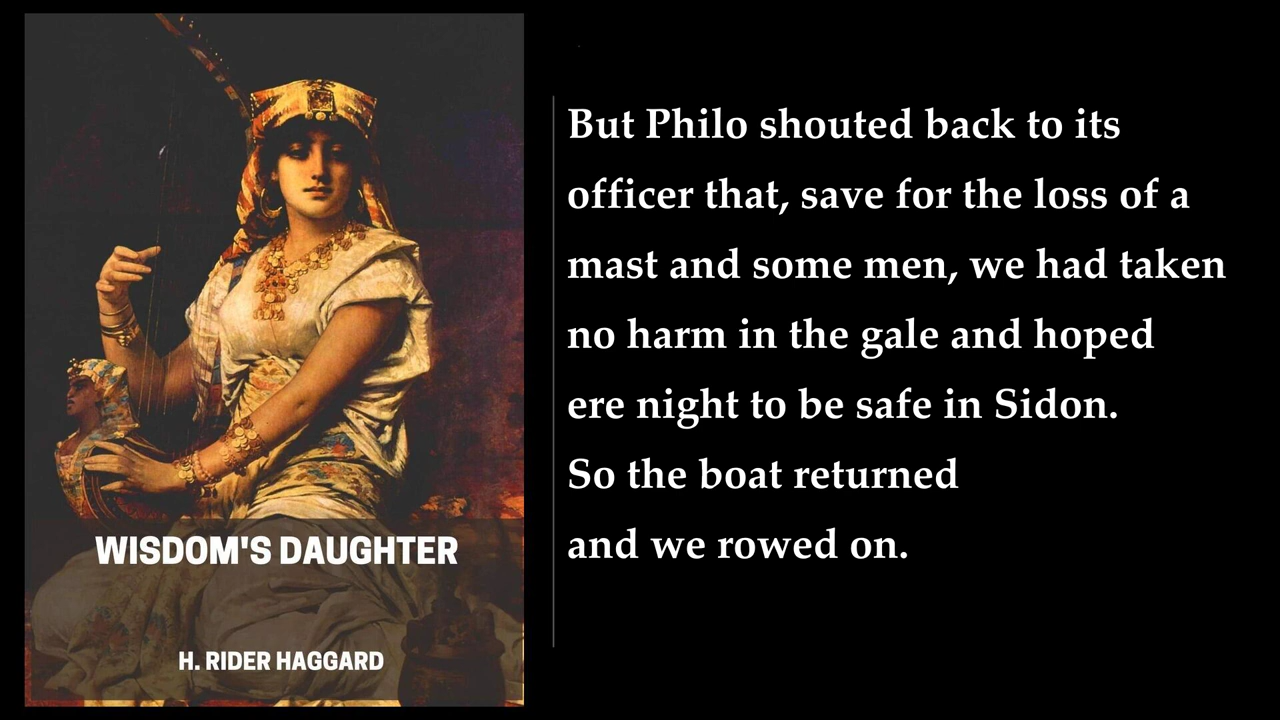 WISDOM'S DAUGHTER
H. RIDER HAGGARD
But Philo shouted back to its
officer that, save for the loss of a
mast and some men, we had taken
no harm in the gale and hoped
ere night to be safe in Sidon.
So the boat returned
and we rowed on.